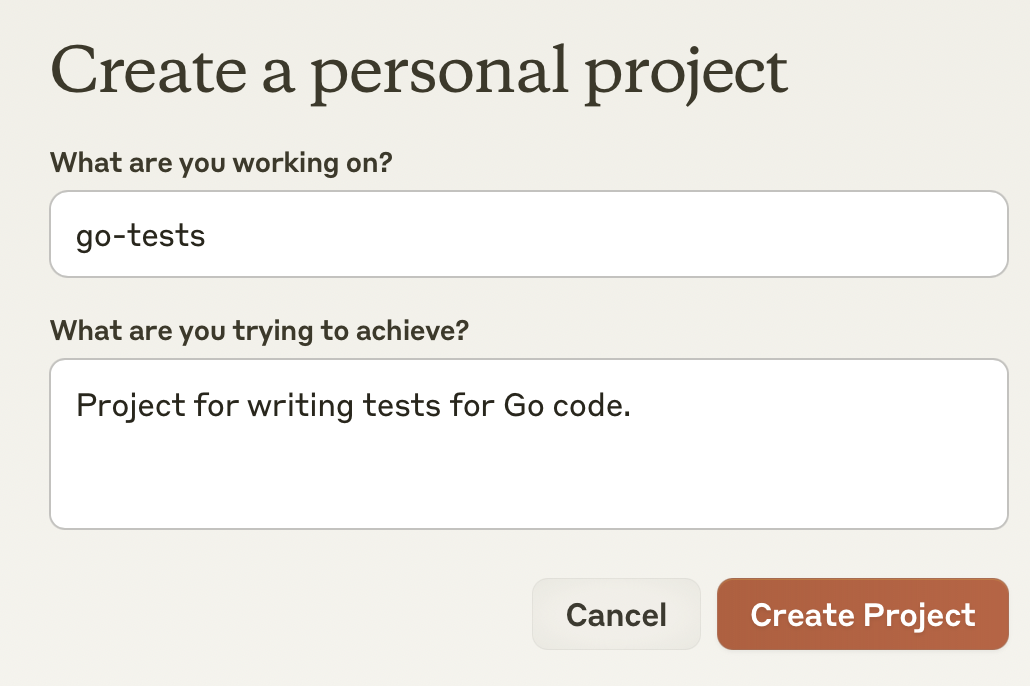 Create a personal project
What are you working on?
go-tests
What are you trying to achieve?
Project for writing tests for Go code.
Cancel
Create Project